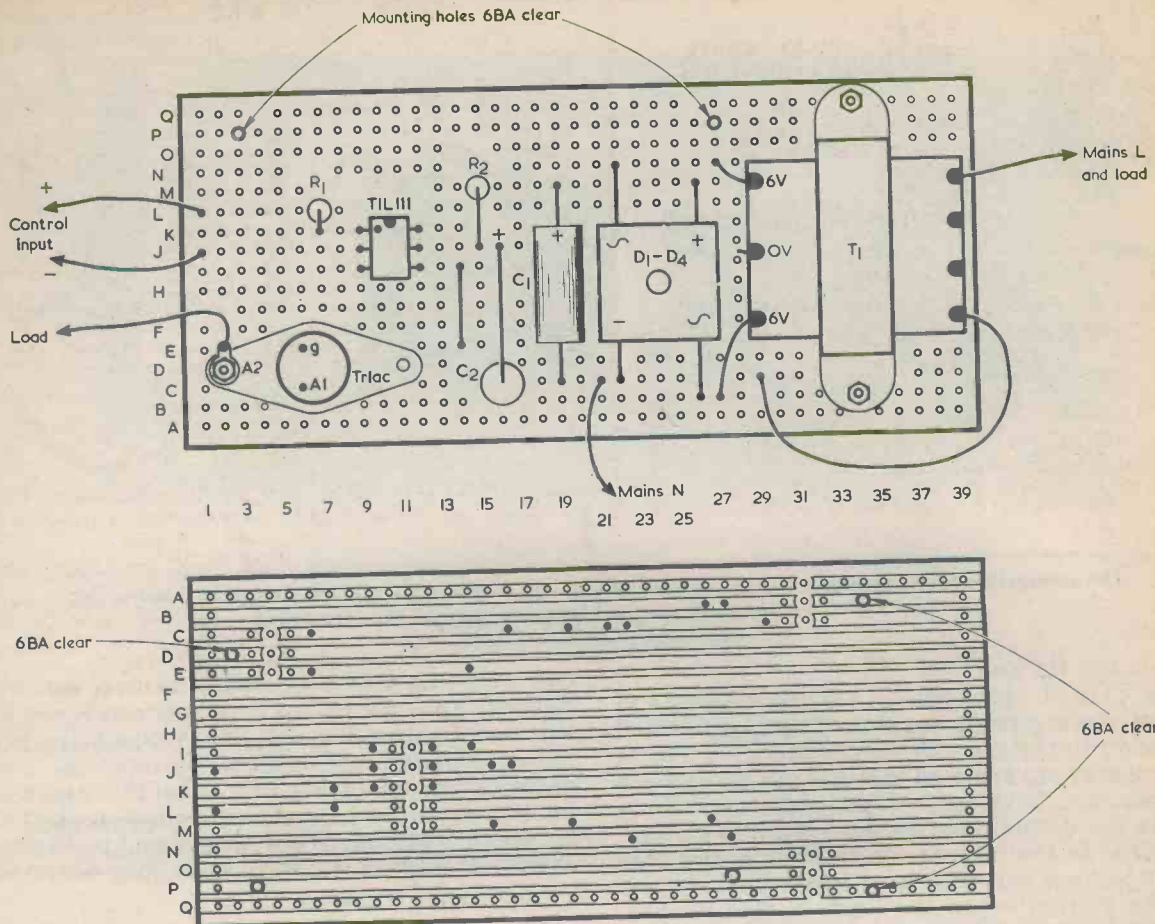 Mounting holes 6BA clear
Q
P
O
N
M
L
K
J
H
F
E
D
C
B
A
+
Control
input
−
Load
R1
TIL111
R2
+
+
C1
C2
D1-D4
+
−
g
A1
A2
Triac
6V
0V
6V
T1
Mains L
and load
Mains N
1 3 5 7 9 11 13 15 17 19 21 23 25 27 29 31 33 35 37 39
A
B
C
D
E
F
G
H
I
J
K
L
M
N
O
P
Q
6BA clear
6BA clear